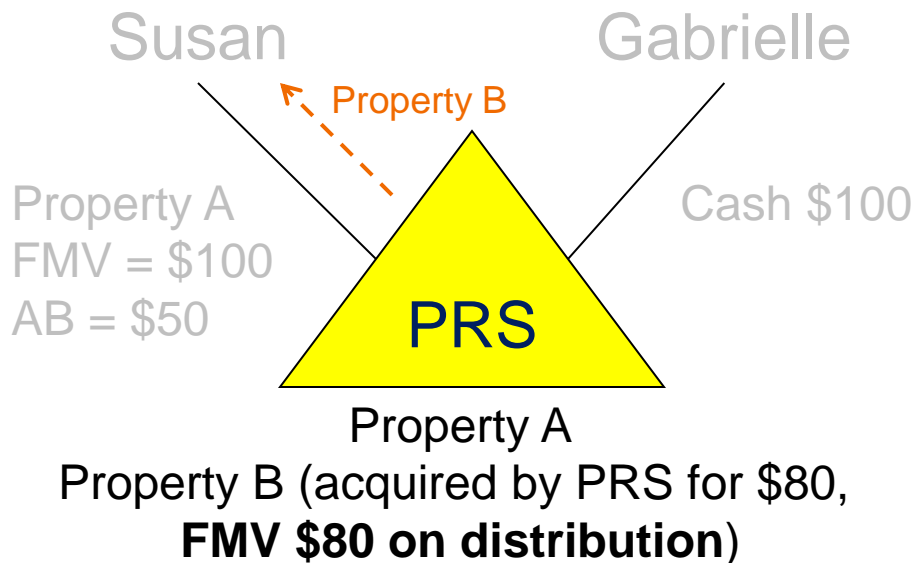 Susan
Gabrielle
Property B
Property A
FMV = $100
AB = $50
Cash $100
PRS
Property A
Property B (acquired by PRS for $80,
FMV $80 on distribution)